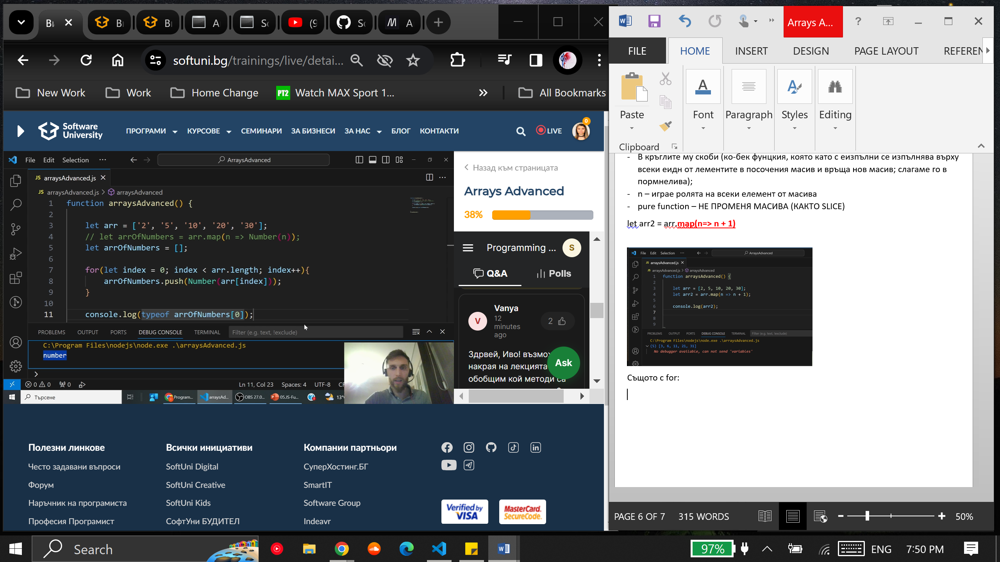 Ви
Ви
Ви
A
Sc
(9
Sc
A
softuni.bg/trainings/live/detai...
New Work
Work
Home Change
PT2
Watch MAX Sport 1...
All Bookmarks
Software
University
ПРОГРАМИ
КУРСОВЕ
СЕМИНАРИ
ЗА БИЗНЕСИ
ЗА НАС
БЛОГ
КОНТАКТИ
LIVE
0
File
Edit
Selection
ArraysAdvanced
JS arraysAdvanced.js
JS arraysAdvanced.js > arraysAdvanced
1 function arraysAdvanced() {
2
3 let arr = ['2', '5', '10', '20', '30'];
4 // let arrOfNumbers = arr.map(n => Number(n));
5 let arrOfNumbers = [];
6
7 for(let index = 0; index < arr.length; index++){
8 arrOfNumbers.push(Number(arr[index]));
9 }
10
11 console.log(typeof arrOfNumbers[0]);
PROBLEMS
OUTPUT
PORTS
DEBUG CONSOLE
TERMINAL
Filter (e.g. text, !exclude)
C:\Program Files\nodejs\node.exe .\arraysAdvanced.js
number
0
0
0
Ln 11, Col 23
Spaces: 4
UTF-8
Търсене
Program...
arraysAd...
OBS 27.0...
05.JS-Fu...
13°
Назад към страницата
Arrays Advanced
38%
Programming ...
S
Q&A
Polls
V
Vanya
12
minutes
ago
2
Здрвей, Иво!
накрая на лекцията
обобщим кой методи са
Ask
Полезни линкове
Често задавани въпроси
Форум
Наръчник на програмиста
Професия Програмист
Всички инициативи
SoftUni Digital
SoftUni Creative
SoftUni Kids
СофтУни БУДИТЕЛ
Компании партньори
СуперХостинг.БГ
SmartIT
Software Group
Indeavr
Verified by
VISA
MasterCard.
SecureCode.
Arrays A...
?
FILE
HOME
INSERT
DESIGN
PAGE LAYOUT
REFEREN
Paste
Font
Paragraph
Styles
Editing
Clipboard
- В кръглите му скоби (ко-бек фунцкия, която като с еизпълни се изпълнява върху
всеки еидн от лементите в посочения масив и връща нов масив; слагаме го в
пормнелива);
- n – играе ролята на всеки елемент от масива
- pure function – НЕ ПРОМЕНЯ МАСИВА (КАКТО SLICE)
let arr2 = arr.map(n=> n + 1)
File
Edit
Selection
ArraysAdvanced
JS arraysAdvanced.js
JS arraysAdvanced.js > arraysAdvanced
1 function arraysAdvanced() {
2
3 let arr = [2, 5, 10, 20, 30];
4 let arr2 = arr.map(n => n + 1);
5
6 console.log(arr2);
7
8
9
PROBLEMS
OUTPUT
PORTS
DEBUG CONSOLE
TERMINAL
Filter (e.g. text, !exclude)
C:\Program Files\nodejs\node.exe .\arraysAdvanced.js
(5) [3, 6, 11, 21, 31]
No debugger available, can not send 'variables'
Същото с for:
PAGE 6 OF 7
315 WORDS
50%
Search
97%
ENG
7:50 PM